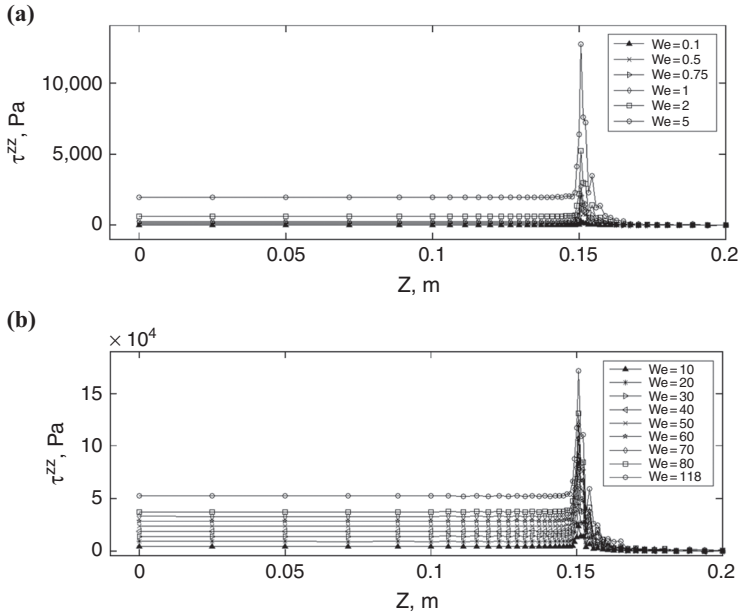 (a)
10,000
5,000
0
τ^zz, Pa
We=0.1
We=0.5
We=0.75
We=1
We=2
We=5
0 0.05 0.1 0.15 0.2
Z, m
(b)
× 10^4
15
10
5
0
τ^zz, Pa
We=10
We=20
We=30
We=40
We=50
We=60
We=70
We=80
We=118
0 0.05 0.1 0.15 0.2
Z, m